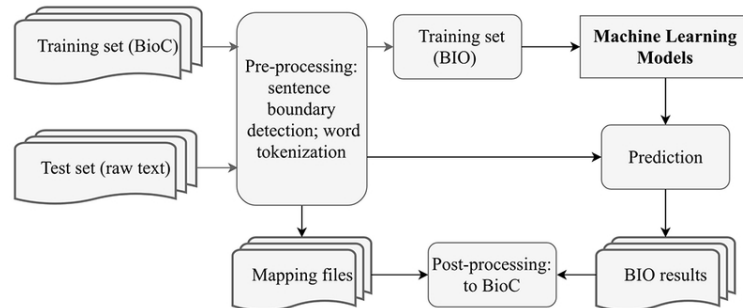 Training set (BioC)
Pre-processing:
sentence
boundary
detection; word
tokenization
Training set
(BIO)
Machine Learning
Models
Test set (raw text)
Prediction
Mapping files
Post-processing:
to BioC
BIO results